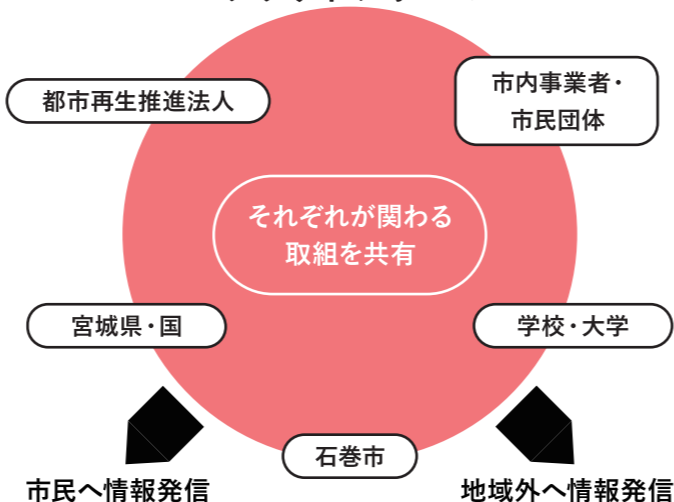 都市再生推進法人
市内事業者・
市民団体
それぞれが関わる
取組を共有
宮城県・国
学校・大学
石巻市
市民へ情報発信
地域外へ情報発信